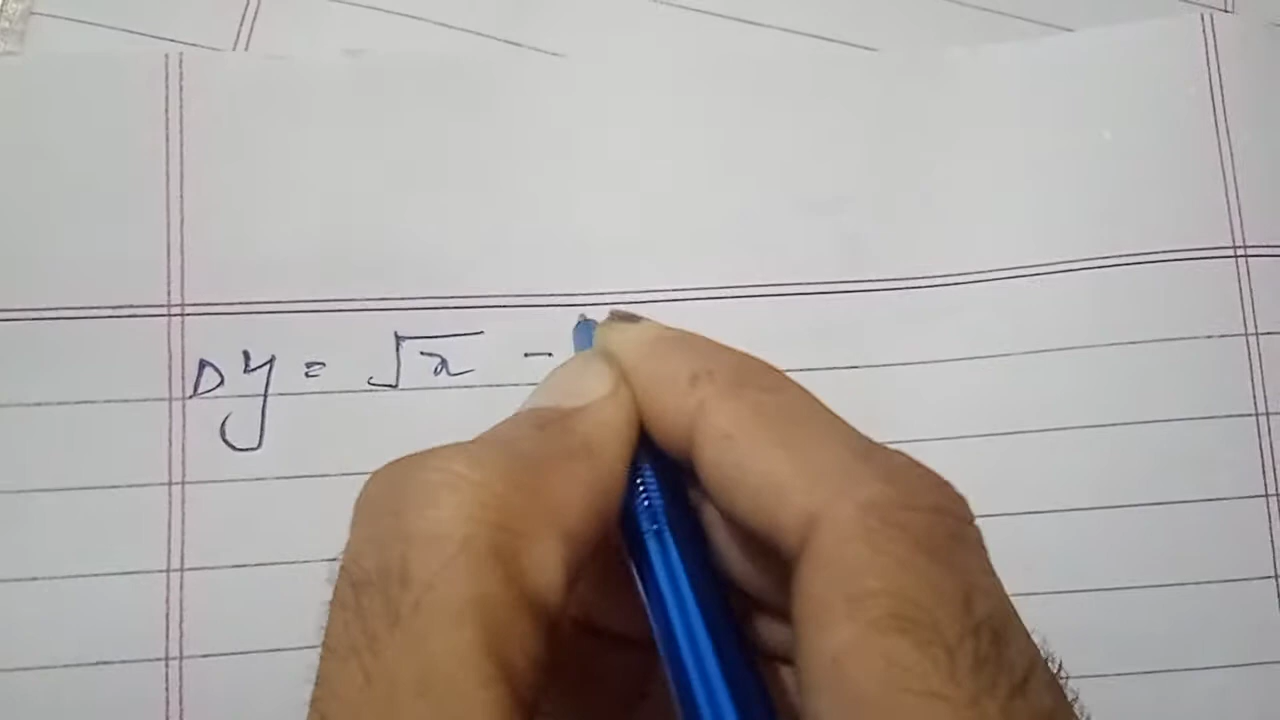 Dy = √x -